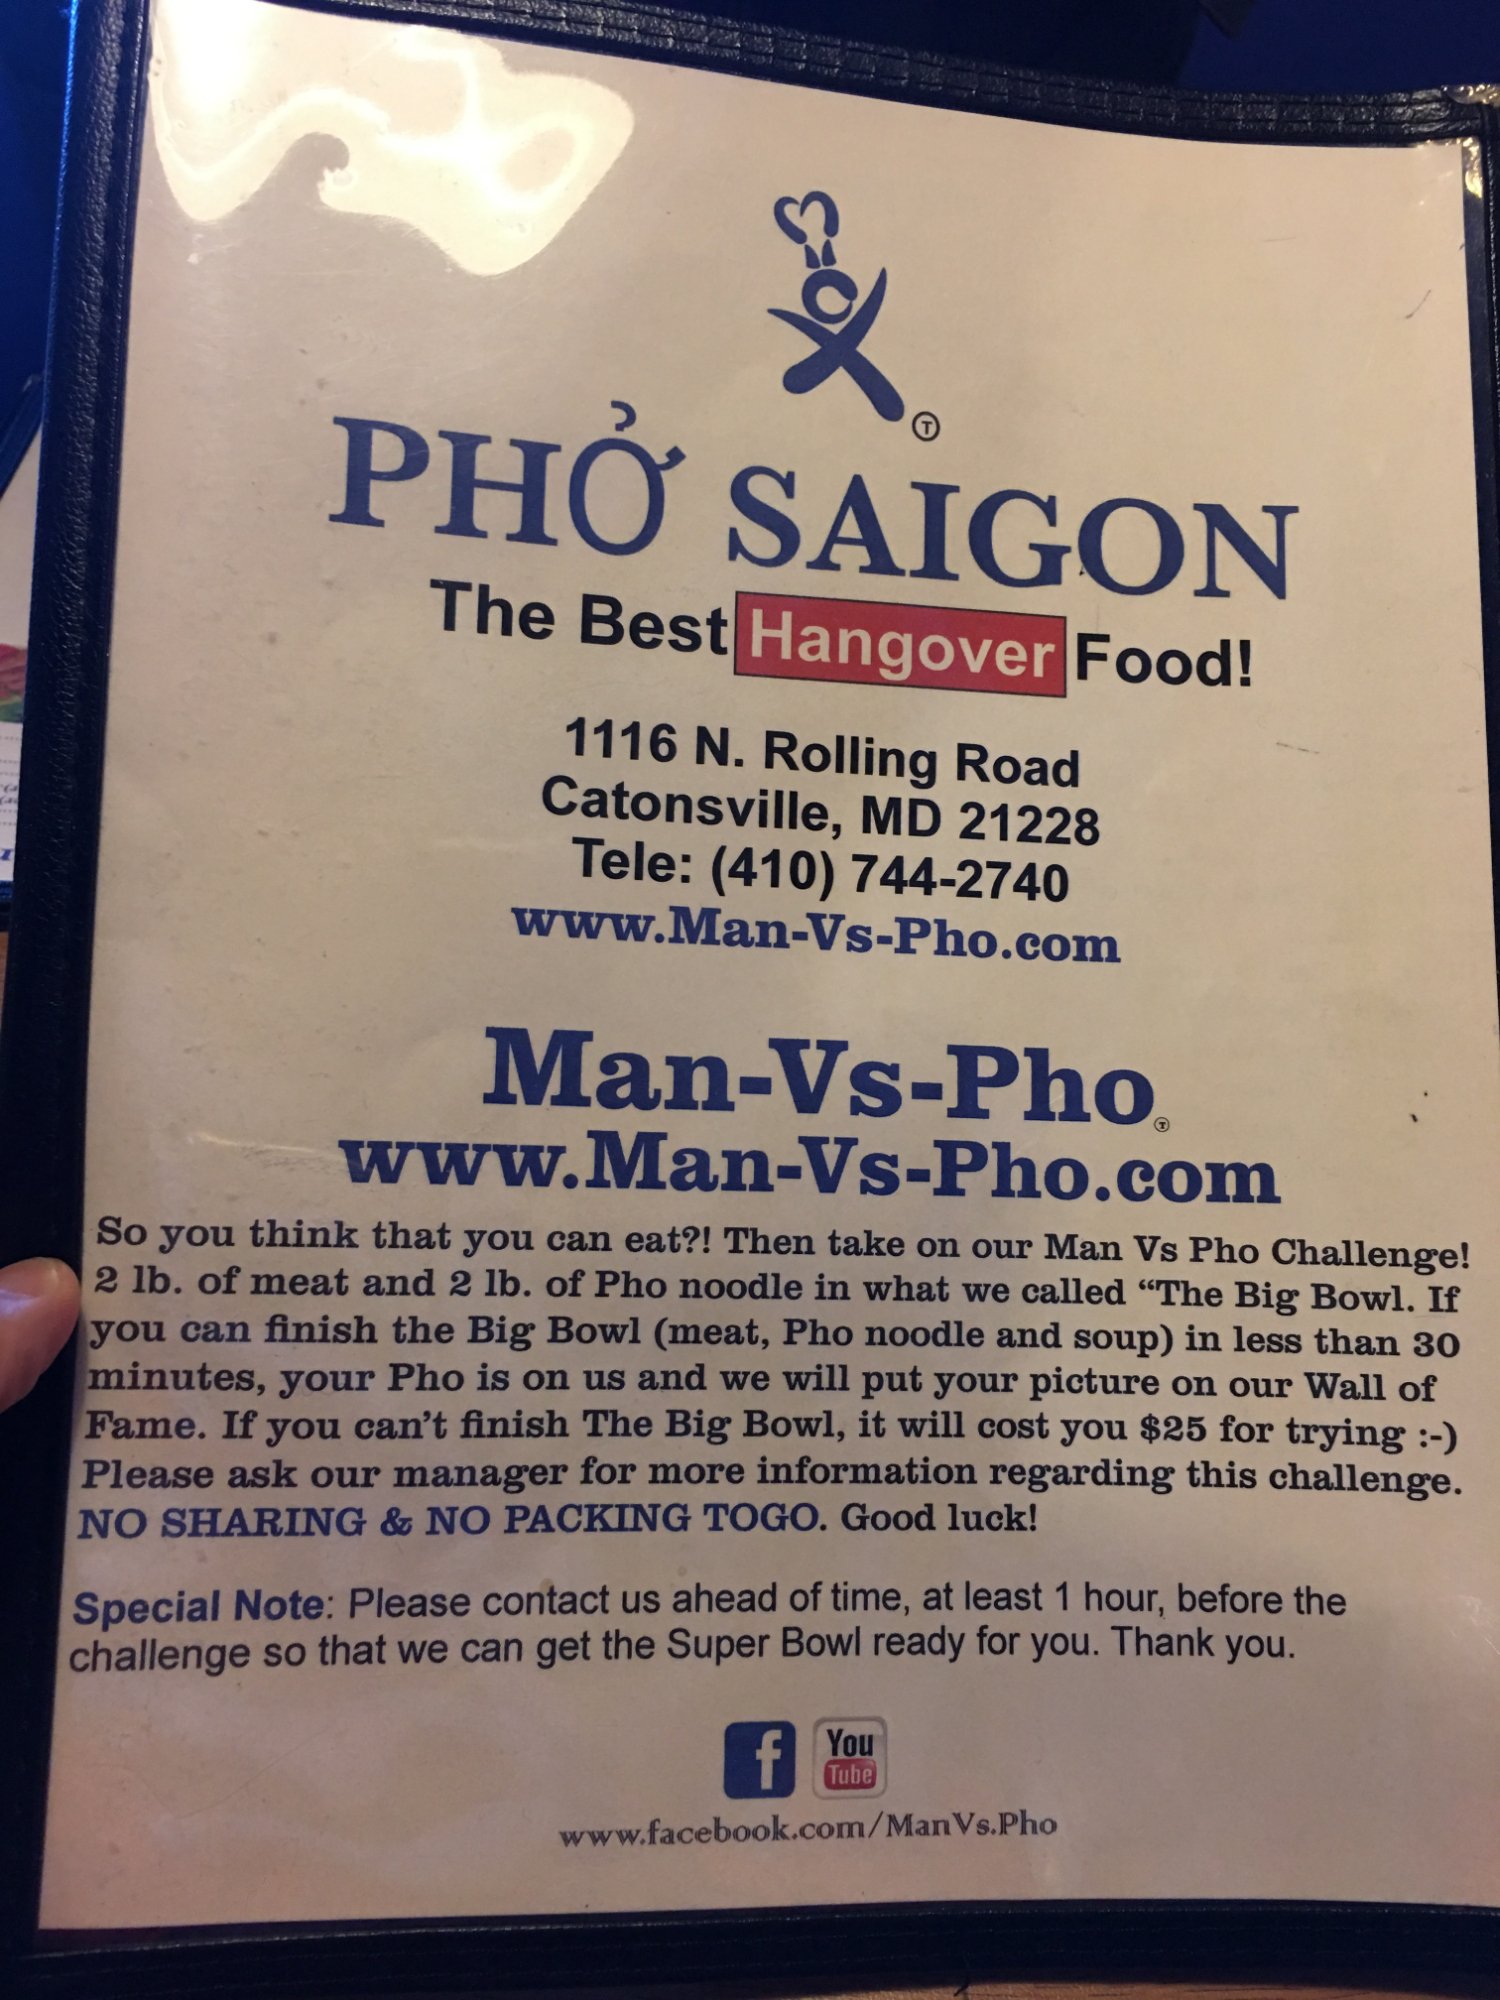 PHỞ SAIGON
The Best Hangover Food!
1116 N. Rolling Road
Catonsville, MD 21228
Tele: (410) 744-2740
www.Man-Vs-Pho.com
Man-Vs-Pho
www.Man-Vs-Pho.com
So you think that you can eat?! Then take on our Man Vs Pho Challenge!
2 lb. of meat and 2 lb. of Pho noodle in what we called “The Big Bowl. If
you can finish the Big Bowl (meat, Pho noodle and soup) in less than 30
minutes, your Pho is on us and we will put your picture on our Wall of
Fame. If you can’t finish The Big Bowl, it will cost you $25 for trying :-)
Please ask our manager for more information regarding this challenge.
NO SHARING & NO PACKING TOGO. Good luck!
Special Note: Please contact us ahead of time, at least 1 hour, before the
challenge so that we can get the Super Bowl ready for you. Thank you.
f You Tube
www.facebook.com/ManVs.Pho